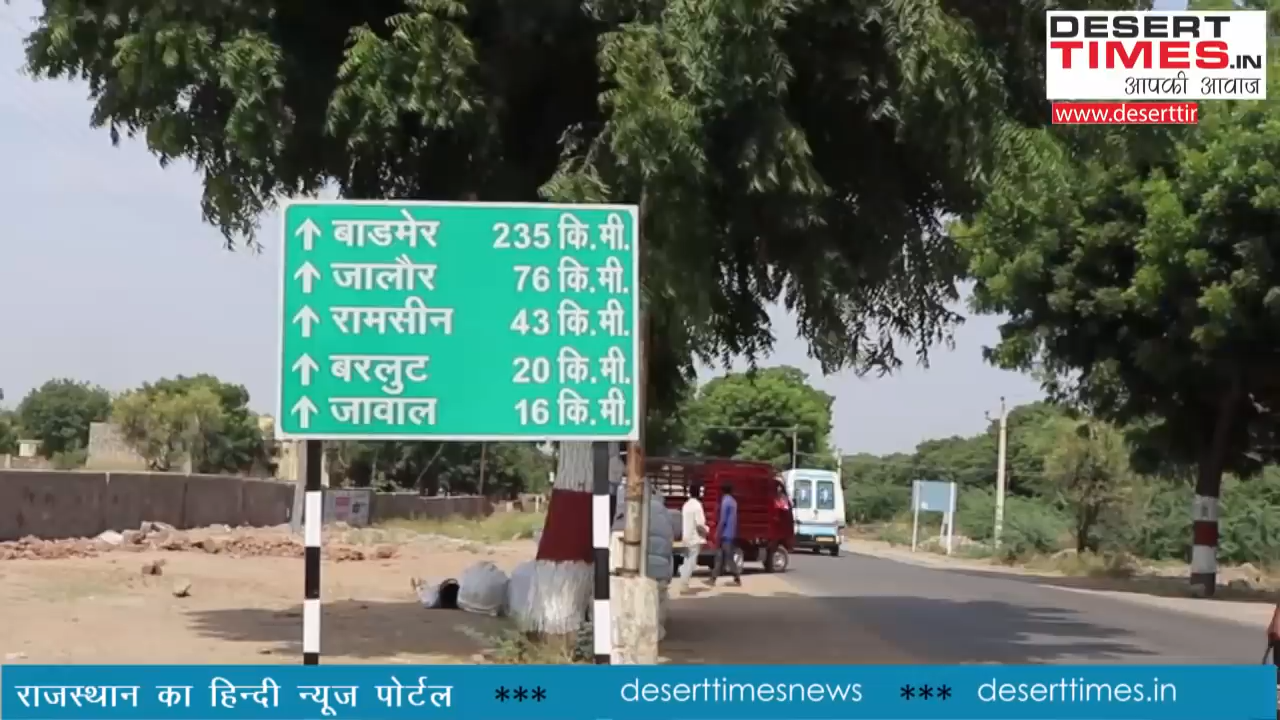 DESERT
TIMES.IN
आपकी आवाज
www.deserttir
↑ बाडमेर 235 कि.मी.
↑ जालौर 76 कि.मी.
↑ रामसीन 43 कि.मी.
↑ बरलुट 20 कि.मी.
↑ जावाल 16 कि.मी.
राजस्थान का हिन्दी न्यूज पोर्टल *** deserttimesnews *** deserttimes.in